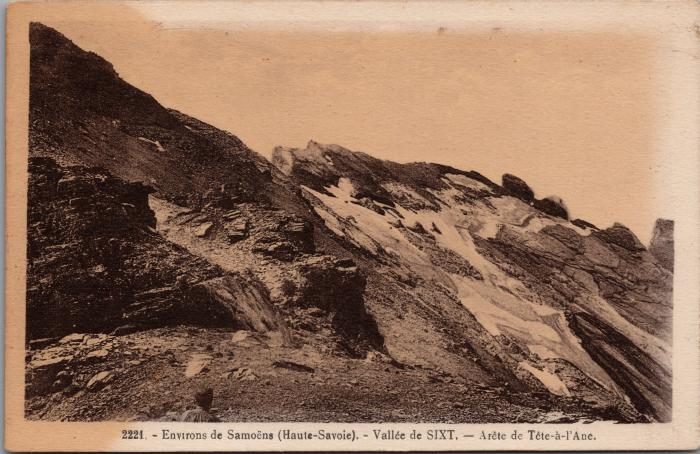 2221. - Environs de Samoëns (Haute-Savoie). - Vallée de SIXT. — Arête de Tête-à-l'Ane.